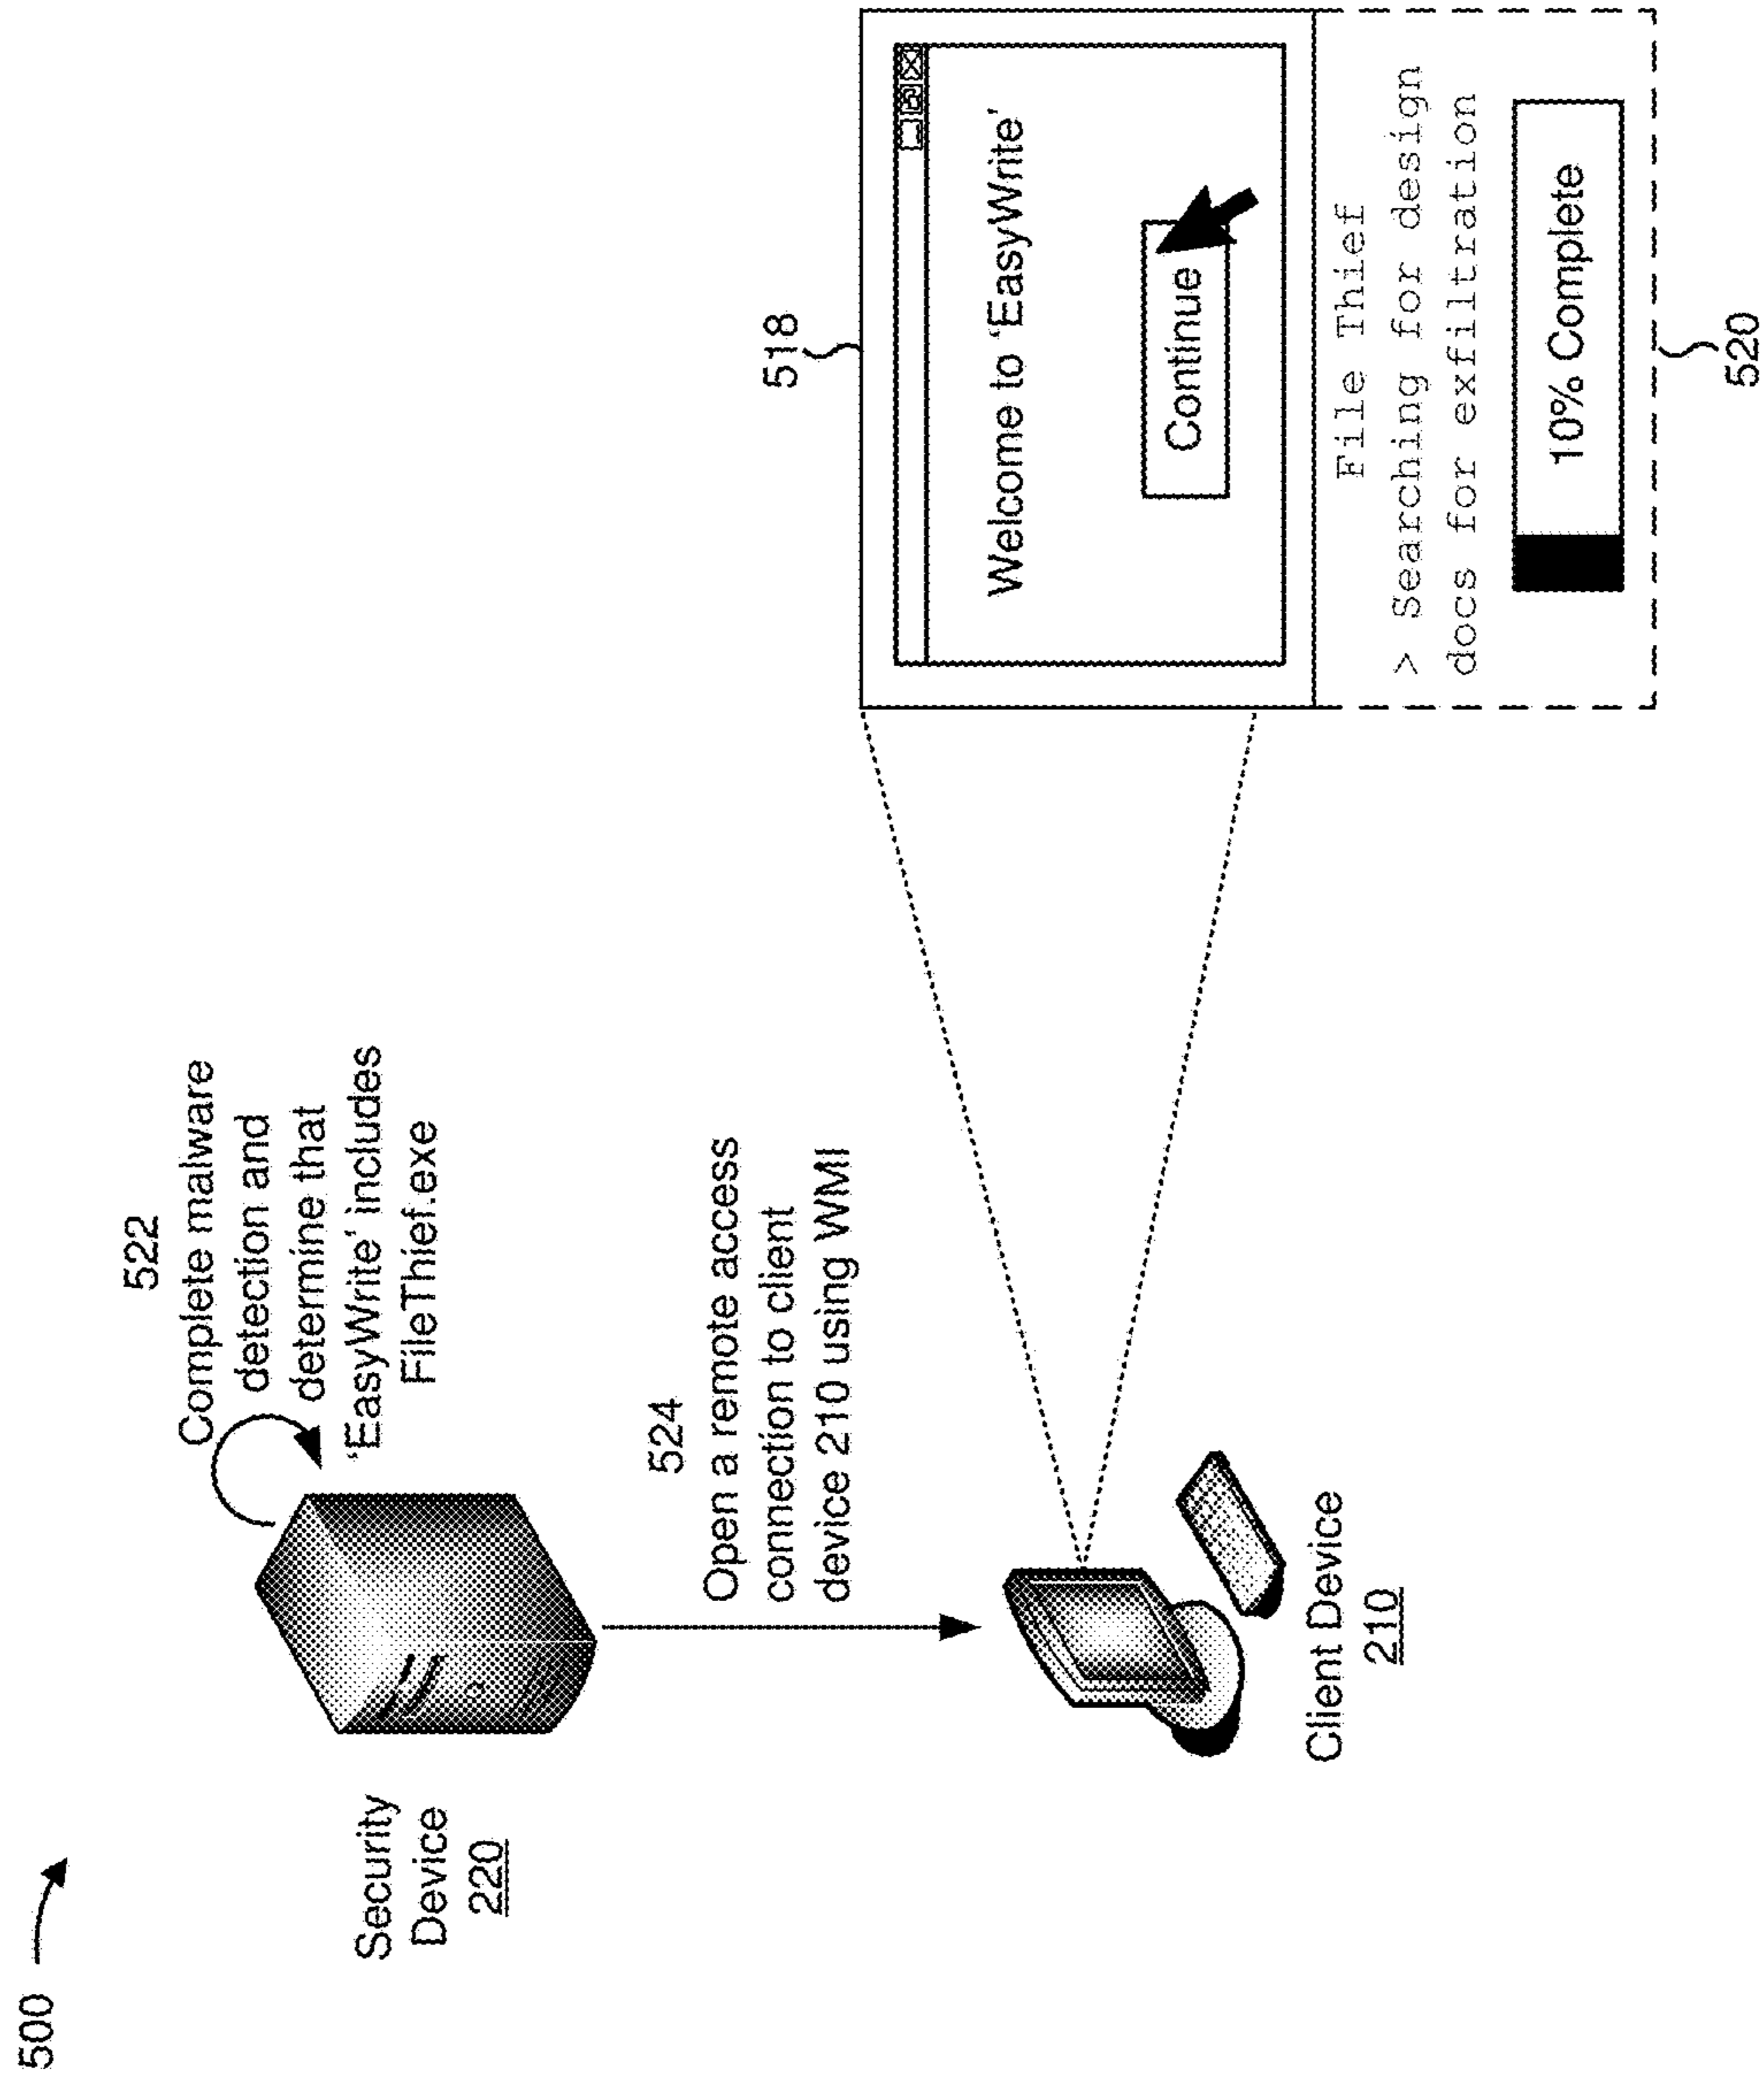 500
522
Complete malware
detection and
determine that
'EasyWrite' includes
FileThief.exe
Security
Device
220
524
Open a remote access
connection to client
device 210 using WMI
Client Device
210
518
Welcome to 'EasyWrite'
Continue
File Thief
> Searching for design
docs for exfiltration
10% Complete
520